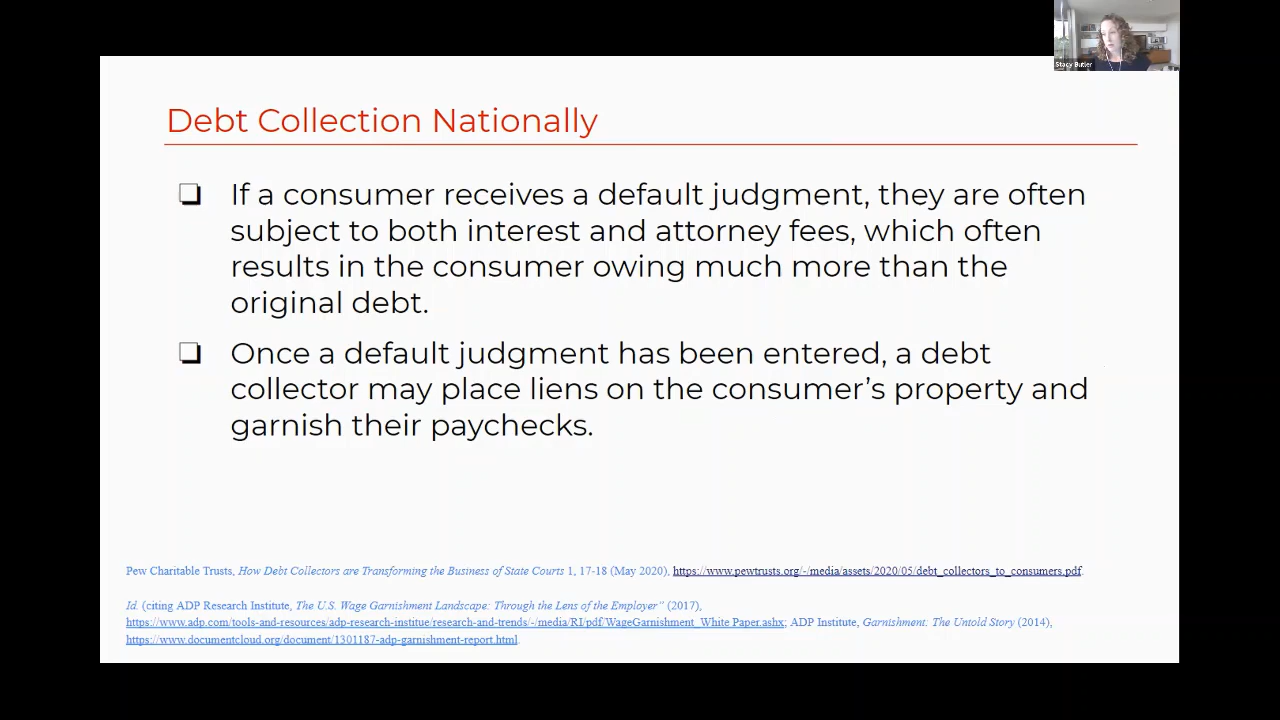 Stacy Butler
Debt Collection Nationally
❏ If a consumer receives a default judgment, they are often
subject to both interest and attorney fees, which often
results in the consumer owing much more than the
original debt.
❏ Once a default judgment has been entered, a debt
collector may place liens on the consumer’s property and
garnish their paychecks.
Pew Charitable Trusts, How Debt Collectors are Transforming the Business of State Courts 1, 17-18 (May 2020), https://www.pewtrusts.org/-/media/assets/2020/05/debt_collectors_to_consumers.pdf.
Id. (citing ADP Research Institute, The U.S. Wage Garnishment Landscape: Through the Lens of the Employer” (2017),
https://www.adp.com/tools-and-resources/adp-research-institue/research-and-trends/-/media/RI/pdf/WageGarnishment_White Paper.ashx; ADP Institute, Garnishment: The Untold Story (2014),
https://www.documentcloud.org/document/1301187-adp-garnishment-report.html.